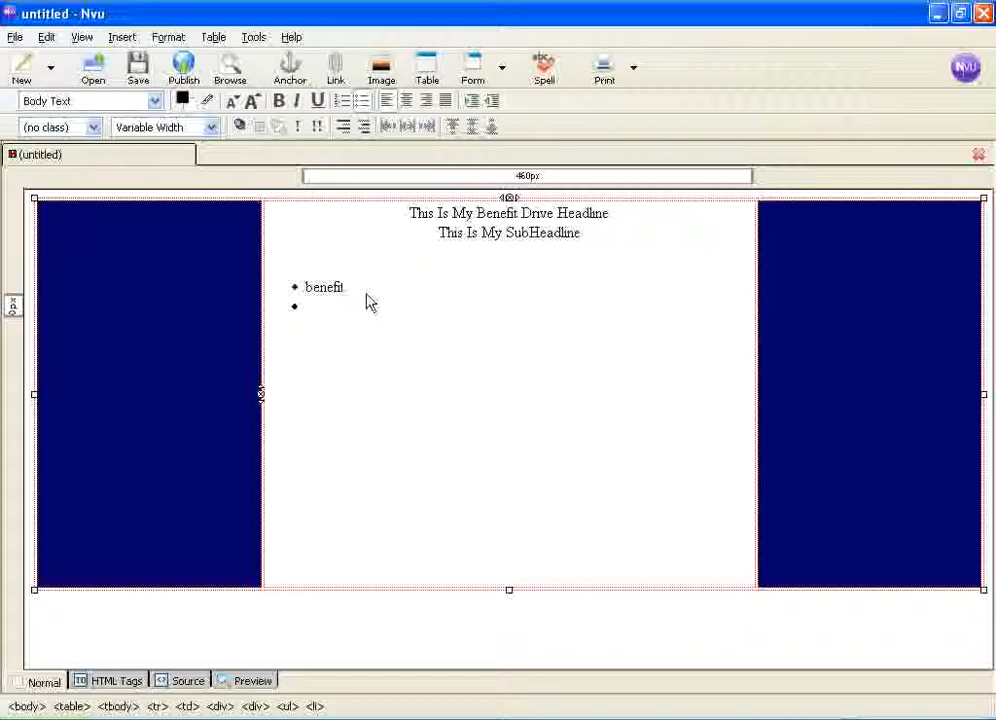 untitled - Nvu
File Edit View Insert Format Table Tools Help
New Open Save Publish Browse Anchor Link Image Table Form Spell Print
NVU
Body Text B I U
(no class) Variable Width ! !!
(untitled)
460px
This Is My Benefit Drive Headline
This Is My SubHeadline
• benefit
•
0px
Normal HTML Tags Source Preview
<body> <table> <tbody> <tr> <td> <div> <div> <ul> <li>